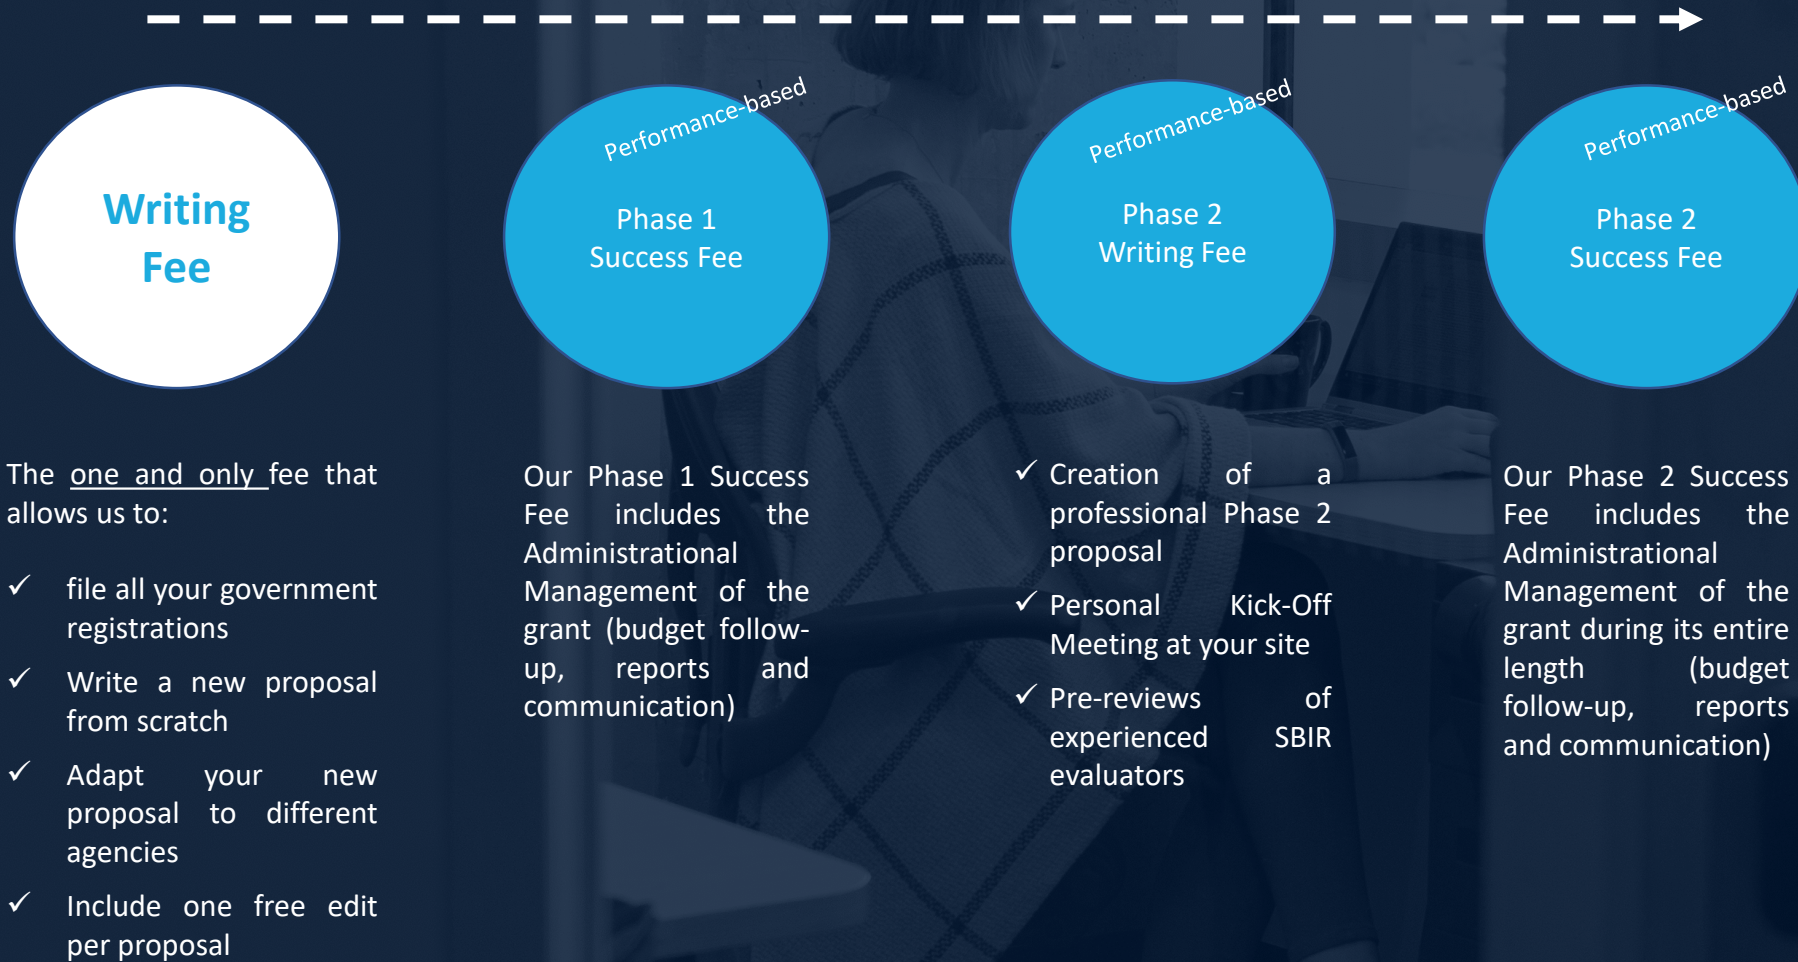 Writing
Fee
Performance-based
Phase 1
Success Fee
Performance-based
Phase 2
Writing Fee
Performance-based
Phase 2
Success Fee
The one and only fee that
allows us to:
✓ file all your government
registrations
✓ Write a new proposal
from scratch
✓ Adapt your new
proposal to different
agencies
✓ Include one free edit
per proposal
Our Phase 1 Success
Fee includes the
Administrational
Management of the
grant (budget follow-
up, reports and
communication)
✓ Creation of a
professional Phase 2
proposal
✓ Personal Kick-Off
Meeting at your site
✓ Pre-reviews of
experienced SBIR
evaluators
Our Phase 2 Success
Fee includes the
Administrational
Management of the
grant during its entire
length (budget
follow-up, reports
and communication)